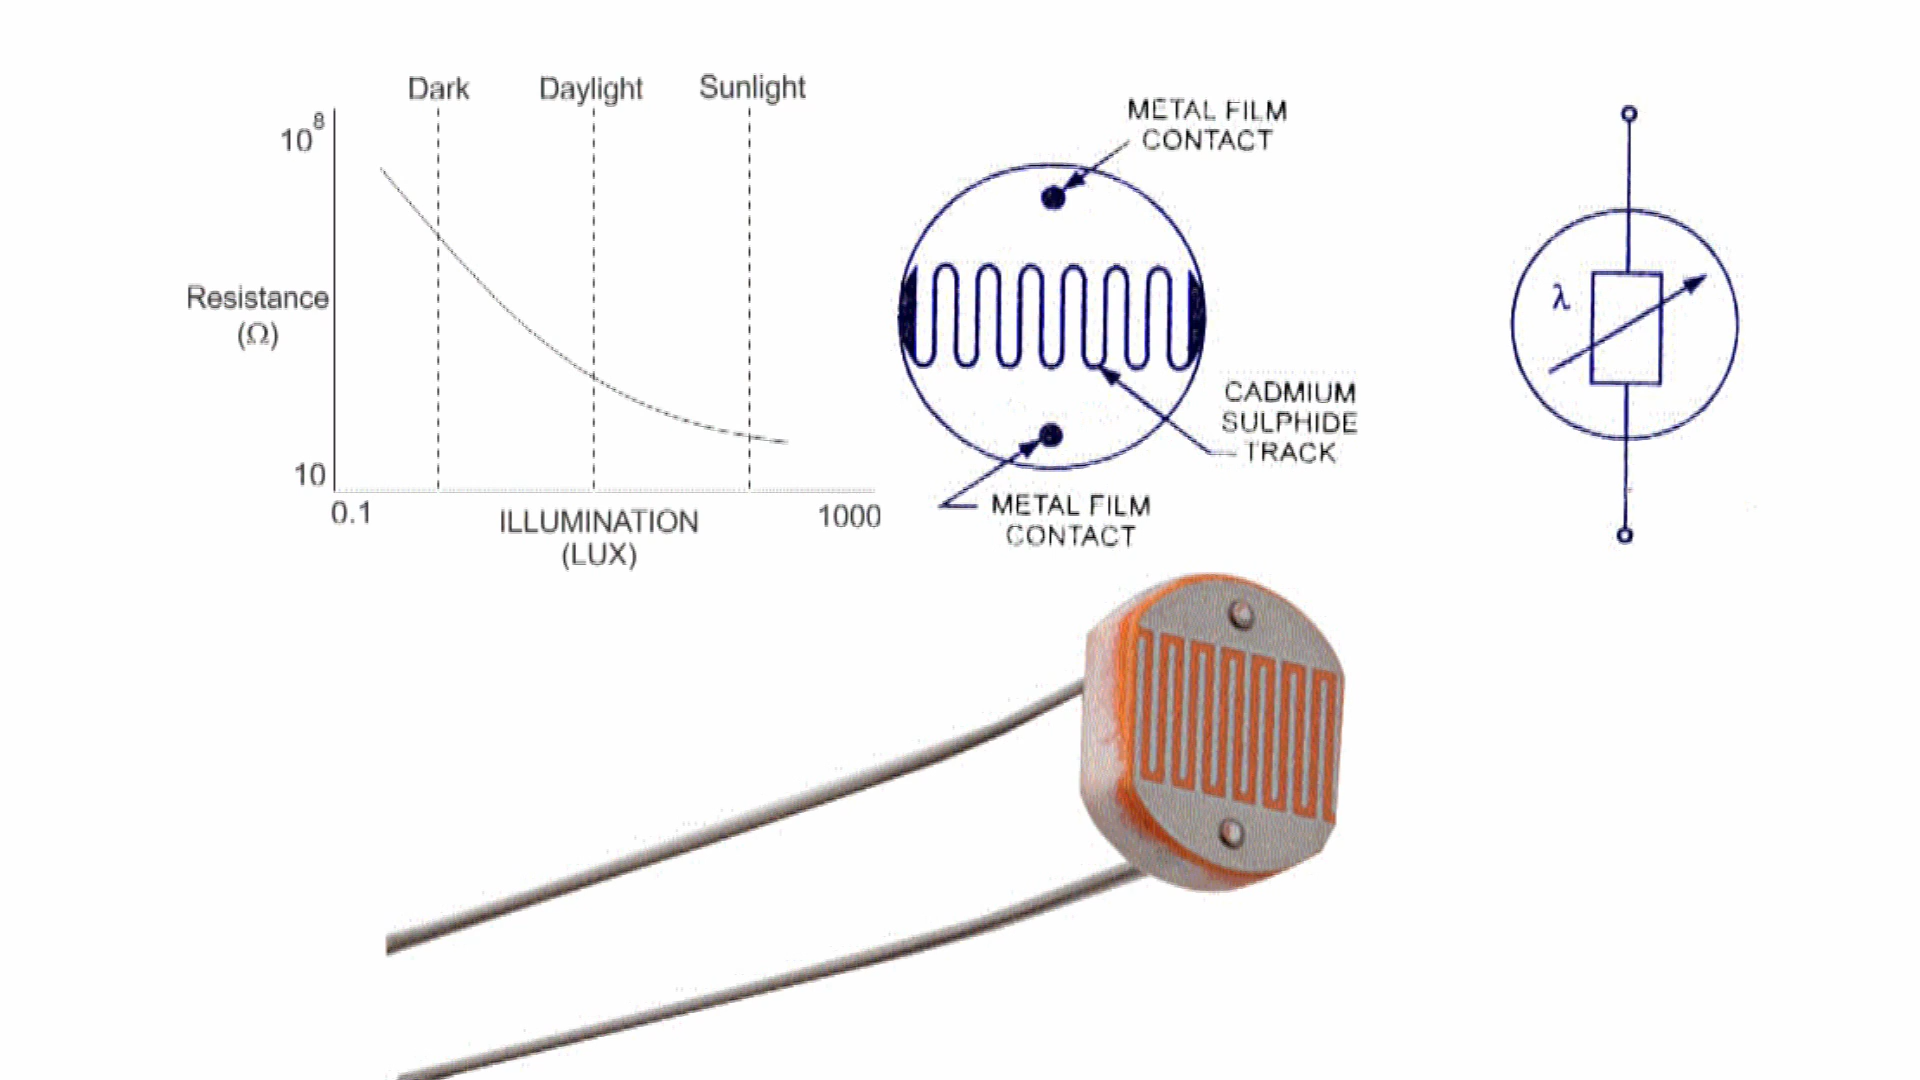 Dark Daylight Sunlight
10⁸
Resistance
(Ω)
10
0.1
1000
ILLUMINATION
(LUX)
METAL FILM
CONTACT
CADMIUM
SULPHIDE
TRACK
METAL FILM
CONTACT
λ